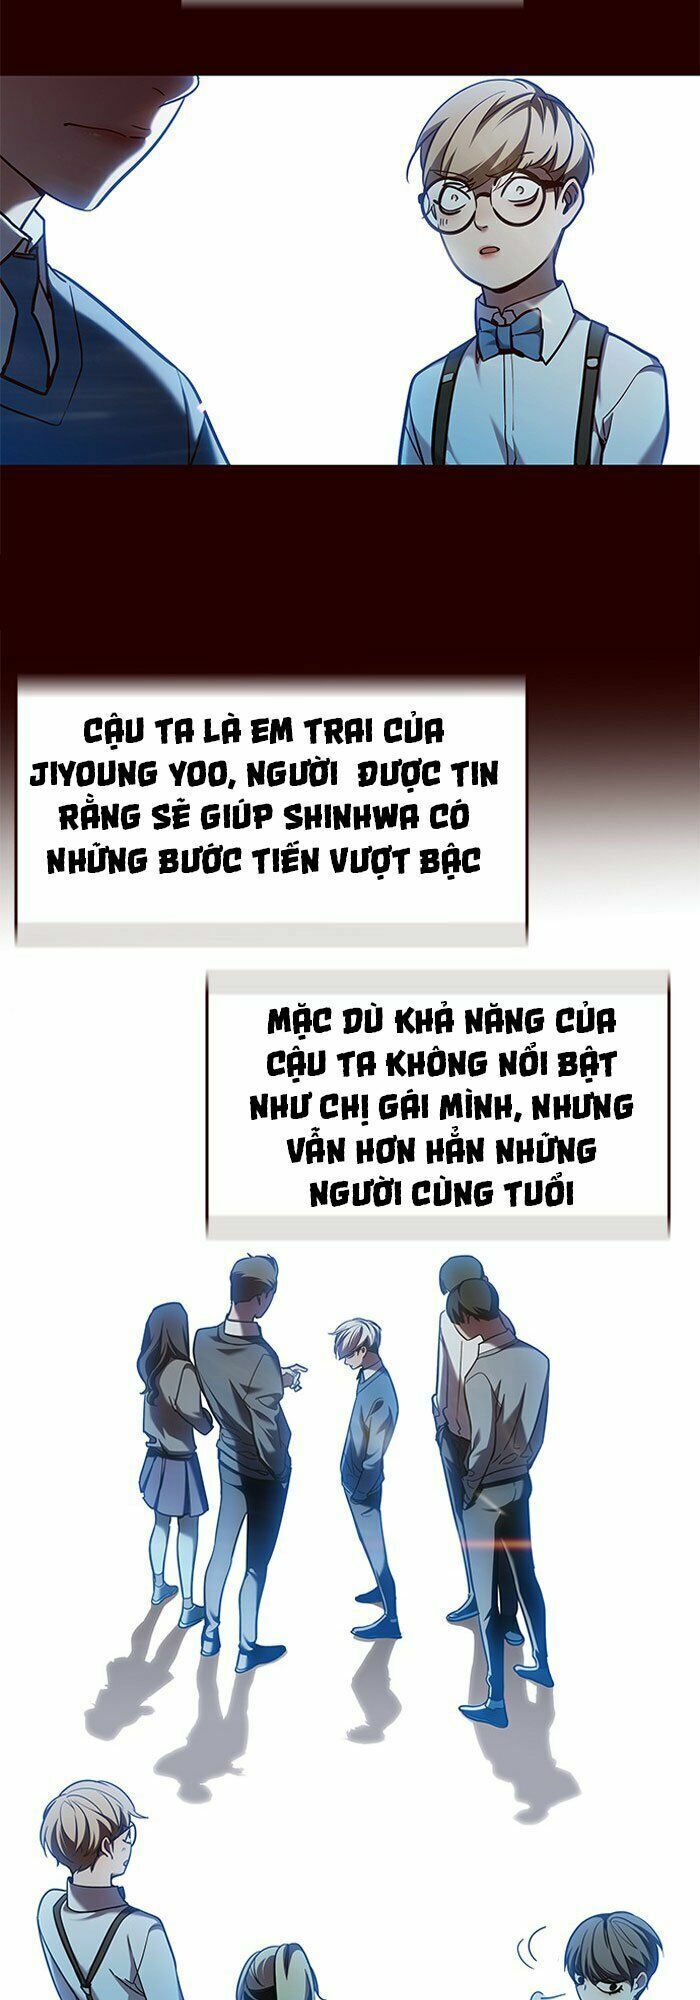 CẬU TA LÀ EM TRAI CỦA
JIYOUNG YOO, NGƯỜI ĐƯỢC TIN
RẰNG SẼ GIÚP SHINHWA CÓ
NHỮNG BƯỚC TIẾN VƯỢT BẬC
MẶC DÙ KHẢ NĂNG CỦA
CẬU TA KHÔNG NỔI BẬT
NHƯ CHỊ GÁI MÌNH, NHƯNG
VẪN HƠN HẲN NHỮNG
NGƯỜI CÙNG TUỔI